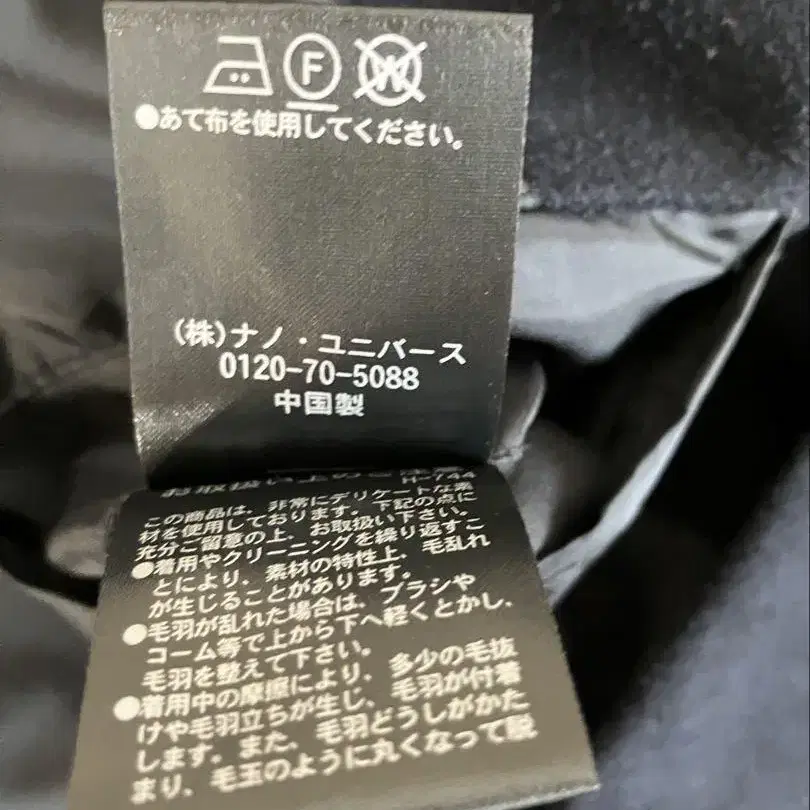 F W
●あて布を使用してください。
(株)ナノ・ユニバース
0120-70-5088
中国製
お取扱い上のご注意
H-744
この商品は、非常にデリケートな素
材を使用しております。下記の点に
充分ご留意の上、お取扱い下さい。
●着用やクリーニングを繰り返すこ
とにより、素材の特性上、毛乱れ
が生じることがあります。
●毛羽が乱れた場合は、ブラシや
コーム等で上から下へ軽くとかし、
毛羽を整えて下さい。
●着用中の摩擦により、多少の毛抜
けや毛羽立ちが生じ、毛羽が付着
します。また、毛羽どうしがかた
まり、毛玉のように丸くなって脱